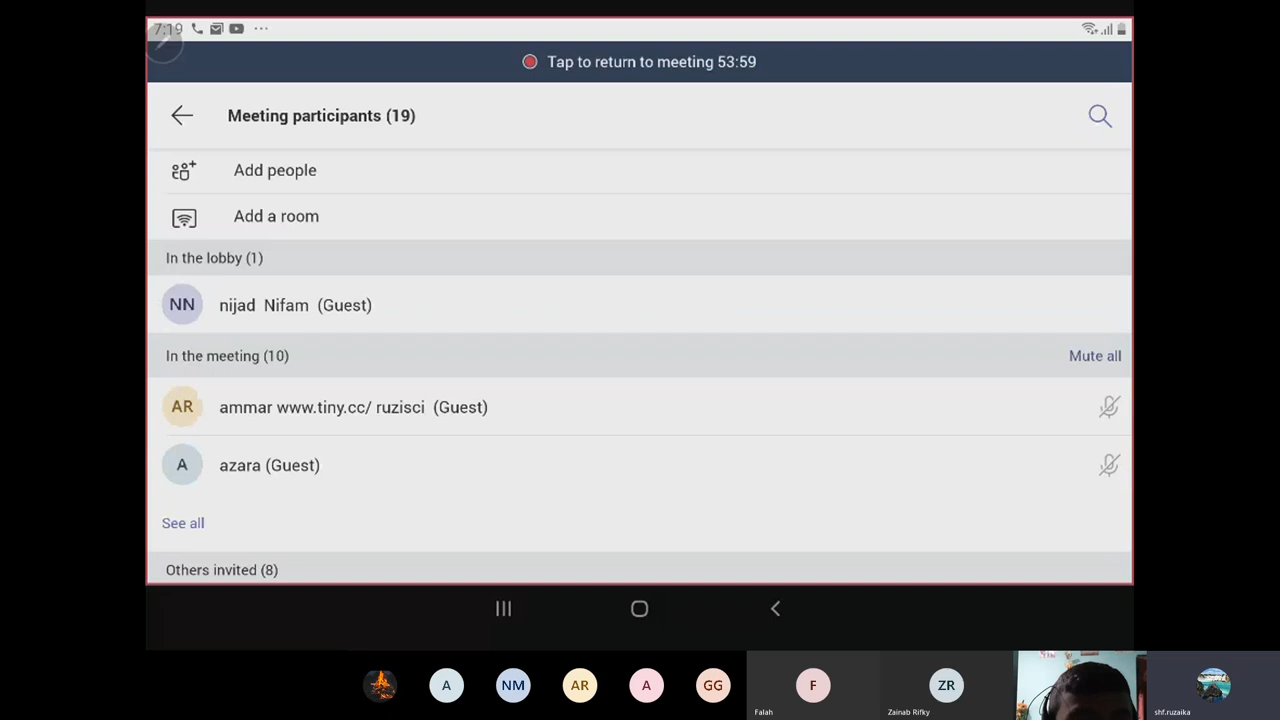 7:19
Tap to return to meeting 53:59
Meeting participants (19)
Add people
Add a room
In the lobby (1)
NN nijad Nifam (Guest)
In the meeting (10) Mute all
AR ammar www.tiny.cc/ ruzisci (Guest)
A azara (Guest)
See all
Others invited (8)
A NM AR A GG F ZR
Falah Zainab Rifky shf.ruzaika